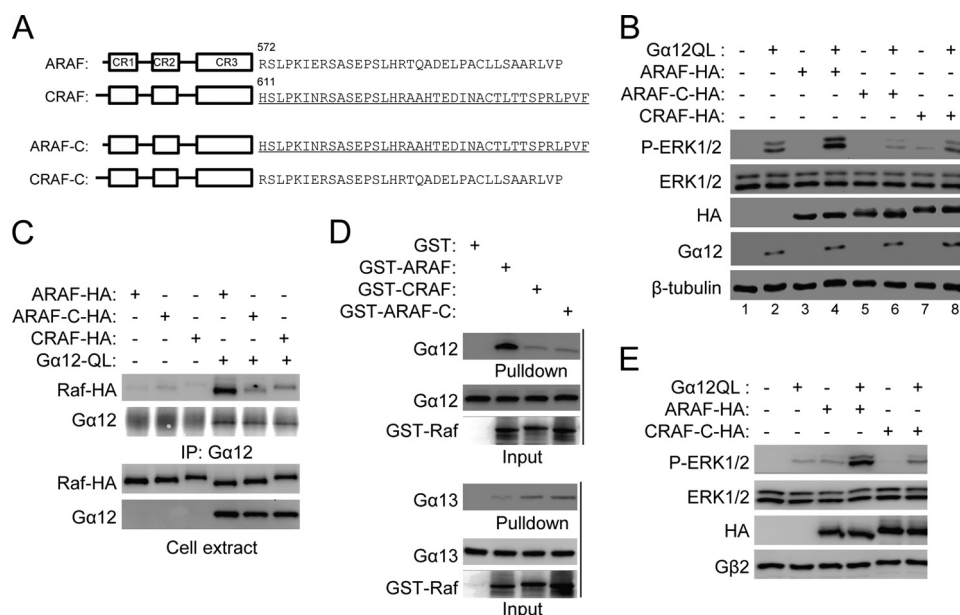 A
572
ARAF: CR1 CR2 CR3 RSLPKIERSASEPSLHRTQADELPACLLSAARLVP
611
CRAF: HSLPKINRSASEPSLHRAAHTEDINACTLTTSPRLPVF
ARAF-C: HSLPKINRSASEPSLHRAAHTEDINACTLTTSPRLPVF
CRAF-C: RSLPKIERSASEPSLHRTQADELPACLLSAARLVP
B
Gα12QL: - + - + - + - +
ARAF-HA: - - + + - - - -
ARAF-C-HA: - - - - + + - -
CRAF-HA: - - - - - - + +
P-ERK1/2
ERK1/2
HA
Gα12
β-tubulin
1 2 3 4 5 6 7 8
C
ARAF-HA: + - - + - -
ARAF-C-HA: - + - - + -
CRAF-HA: - - + - - +
Gα12-QL: - - - + + +
Raf-HA
Gα12
IP: Gα12
Raf-HA
Gα12
Cell extract
D
GST: +
GST-ARAF: +
GST-CRAF: +
GST-ARAF-C: +
Gα12
Pulldown
Gα12
GST-Raf
Input
Gα13
Pulldown
Gα13
GST-Raf
Input
E
Gα12QL: - + - + - +
ARAF-HA: - - + + - -
CRAF-C-HA: - - - - + +
P-ERK1/2
ERK1/2
HA
Gβ2